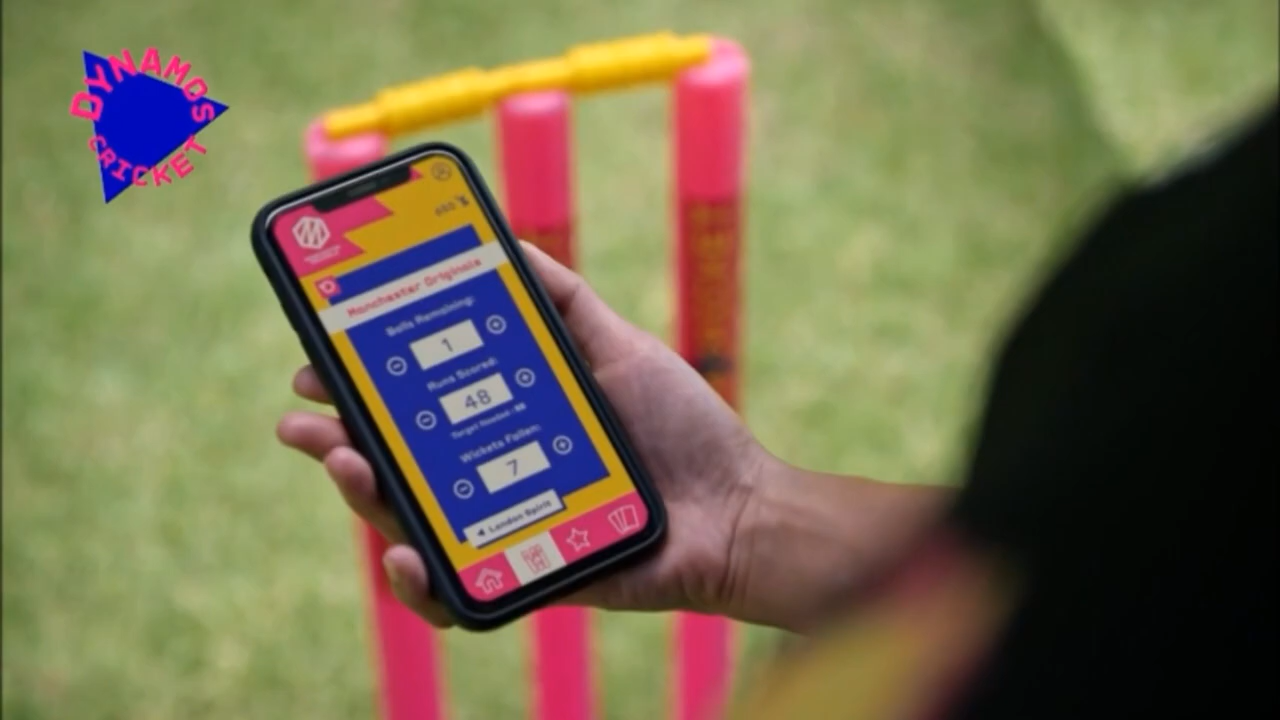 DYNAMOS
CRICKET
Manchester Originals
Balls Remaining:
1
Runs Scored:
48
Wickets Fallen:
7
London Spirit